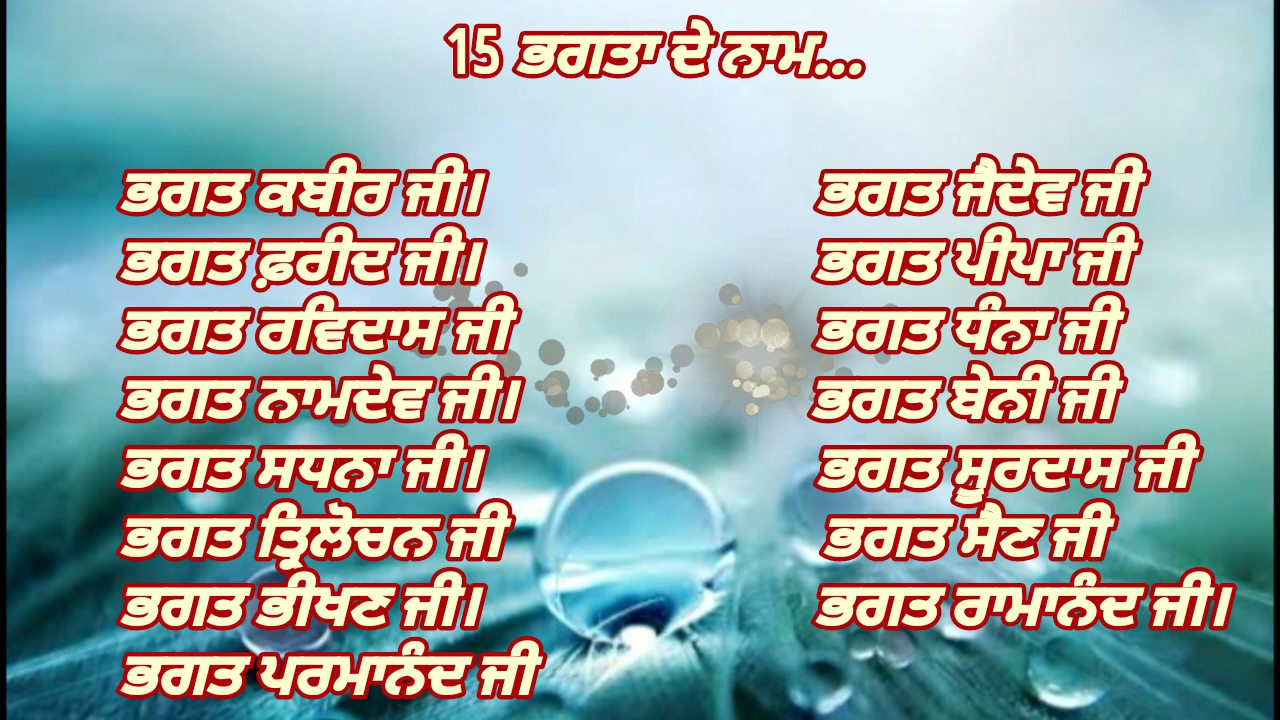 15 ਭਗਤਾ ਦੇ ਨਾਮ...
ਭਗਤ ਕਬੀਰ ਜੀ।
ਭਗਤ ਫ਼ਰੀਦ ਜੀ।
ਭਗਤ ਰਵਿਦਾਸ ਜੀ
ਭਗਤ ਨਾਮਦੇਵ ਜੀ।
ਭਗਤ ਸਧਨਾ ਜੀ।
ਭਗਤ ਤ੍ਰਿਲੋਚਨ ਜੀ
ਭਗਤ ਭੀਖਣ ਜੀ।
ਭਗਤ ਪਰਮਾਨੰਦ ਜੀ
ਭਗਤ ਜੈਦੇਵ ਜੀ
ਭਗਤ ਪੀਪਾ ਜੀ
ਭਗਤ ਧੰਨਾ ਜੀ
ਭਗਤ ਬੇਨੀ ਜੀ
ਭਗਤ ਸੂਰਦਾਸ ਜੀ
ਭਗਤ ਸੈਣ ਜੀ
ਭਗਤ ਰਾਮਾਨੰਦ ਜੀ।